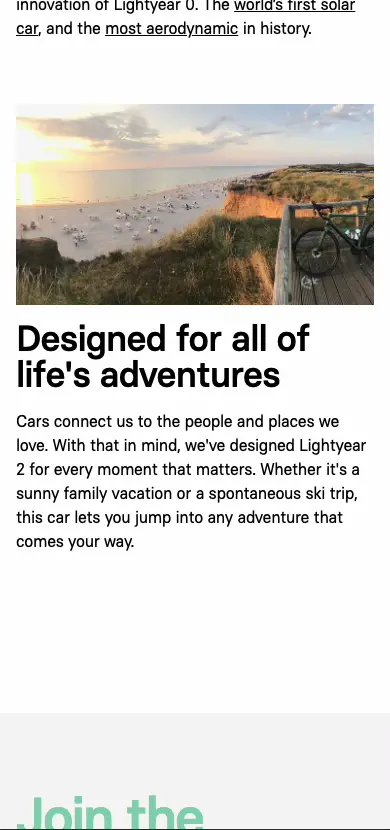 innovation of Lightyear 0. The world's first solar
car, and the most aerodynamic in history.
Designed for all of
life's adventures
Cars connect us to the people and places we
love. With that in mind, we've designed Lightyear
2 for every moment that matters. Whether it's a
sunny family vacation or a spontaneous ski trip,
this car lets you jump into any adventure that
comes your way.
Join the